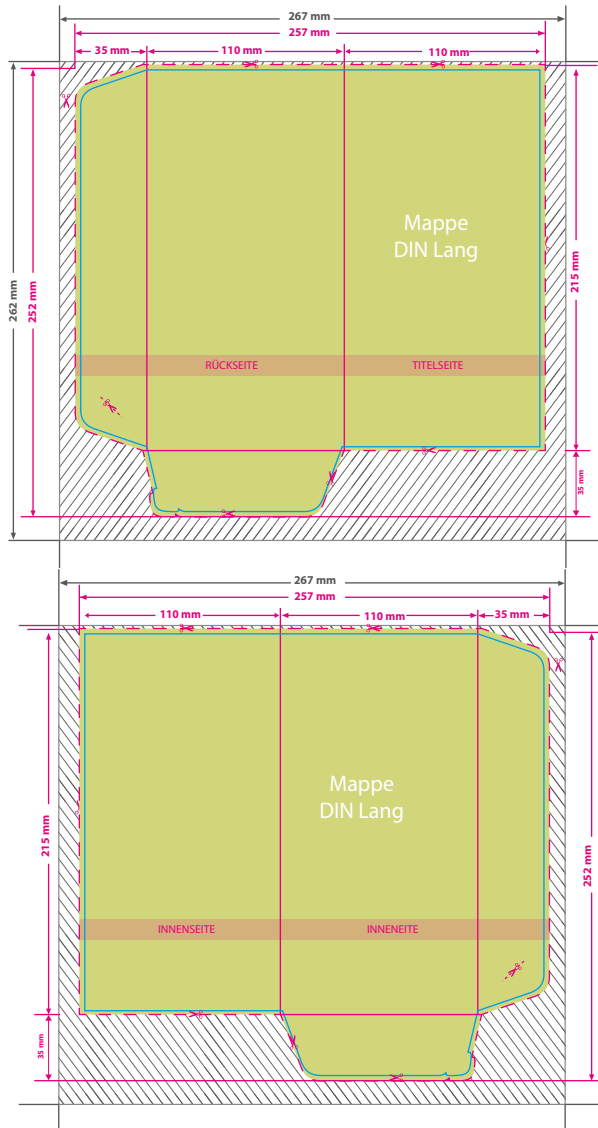 267 mm
257 mm
35 mm
110 mm
110 mm
262 mm
252 mm
215 mm
Mappe
DIN Lang
RÜCKSEITE
TITELSEITE
35 mm
267 mm
257 mm
110 mm
110 mm
35 mm
215 mm
252 mm
Mappe
DIN Lang
INNENSEITE
INNENEITE
35 mm